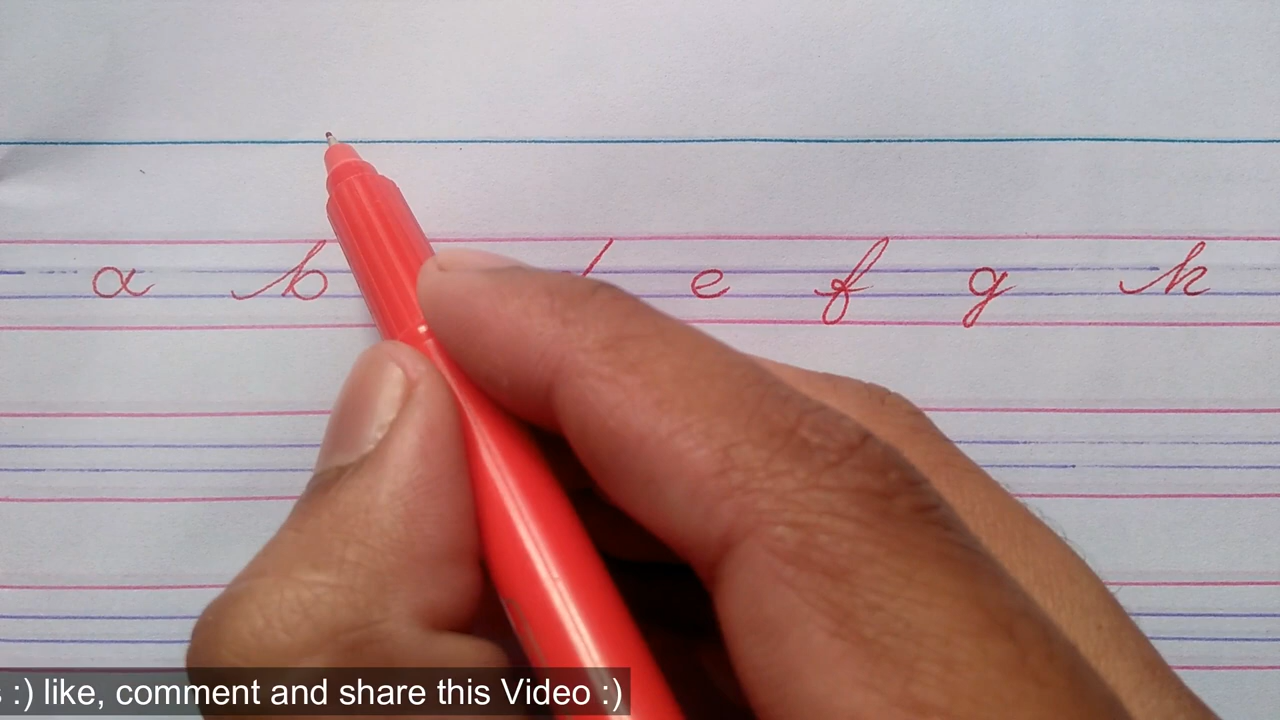 a b e f g h
s :) like, comment and share this Video :)